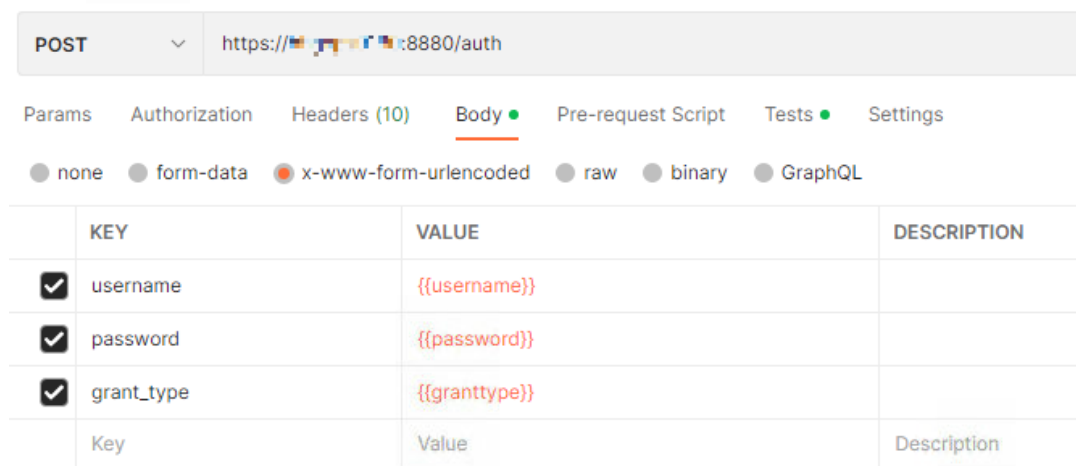 POST https:// :8880/auth
Params Authorization Headers (10) Body Pre-request Script Tests Settings
none form-data x-www-form-urlencoded raw binary GraphQL
KEY VALUE DESCRIPTION
username {{username}}
password {{password}}
grant_type {{granttype}}
Key Value Description